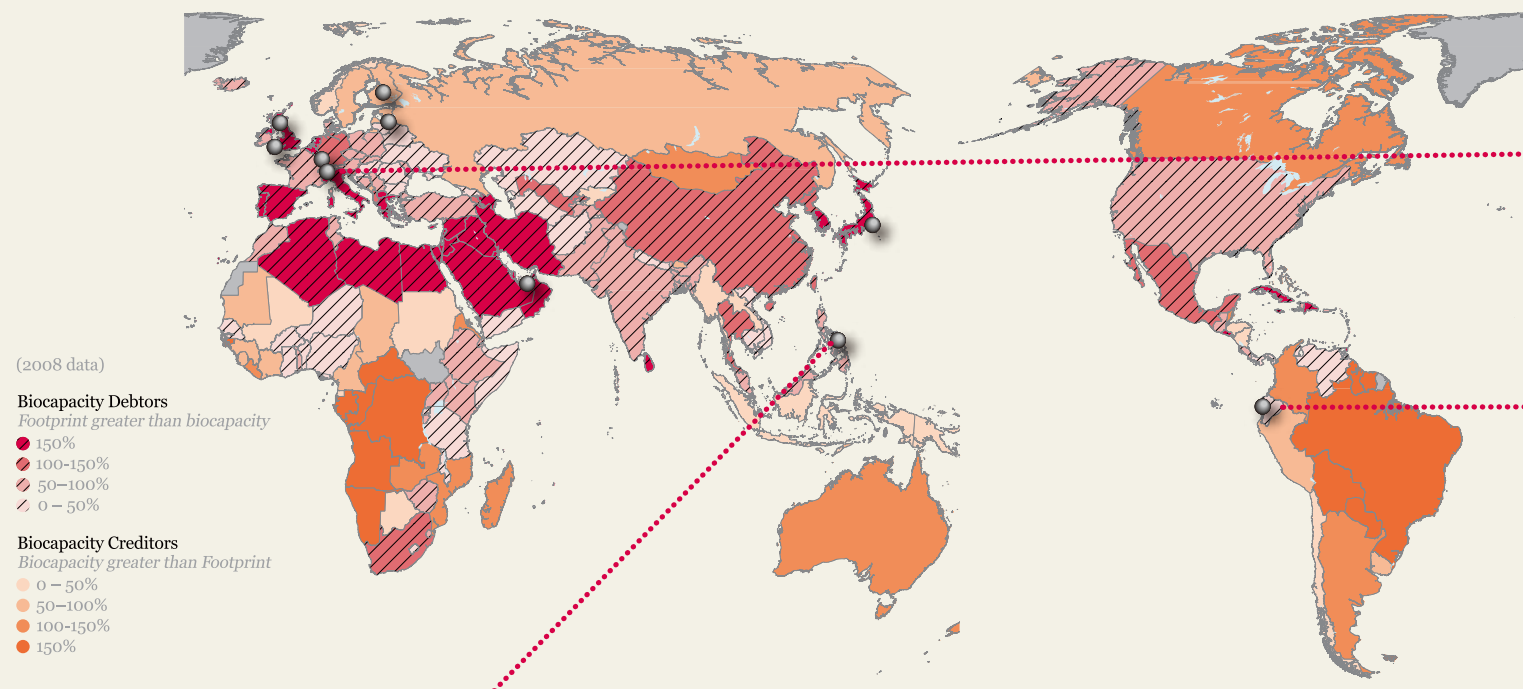 (2008 data)
Biocapacity Debtors
Footprint greater than biocapacity
150%
100-150%
50–100%
0 – 50%
Biocapacity Creditors
Biocapacity greater than Footprint
0 – 50%
50–100%
100-150%
150%